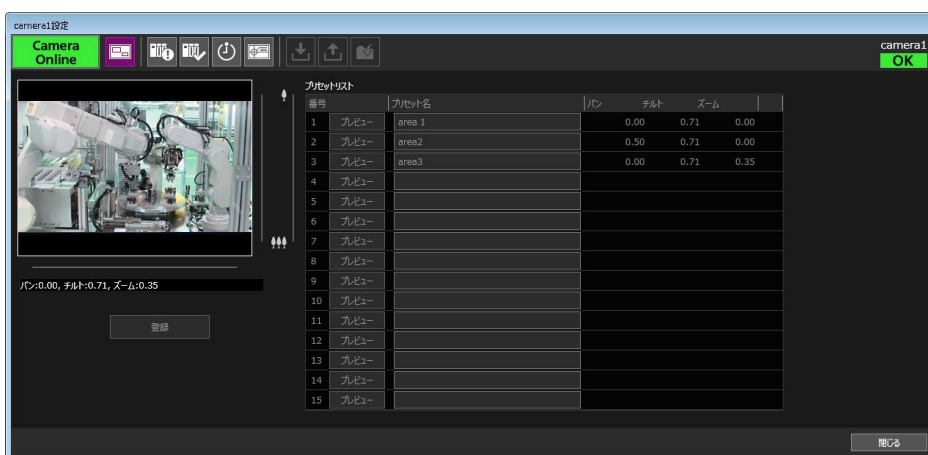 camera1設定
Camera
Online
camera1
OK
プリセットリスト
番号 プリセット名 パン チルト ズーム
1 プレビュー area 1 0.00 0.71 0.00
2 プレビュー area2 0.50 0.71 0.00
3 プレビュー area3 0.00 0.71 0.35
4 プレビュー
5 プレビュー
6 プレビュー
7 プレビュー
8 プレビュー
9 プレビュー
10 プレビュー
11 プレビュー
12 プレビュー
13 プレビュー
14 プレビュー
15 プレビュー
パン:0.00, チルト:0.71, ズーム:0.35
登録
閉じる